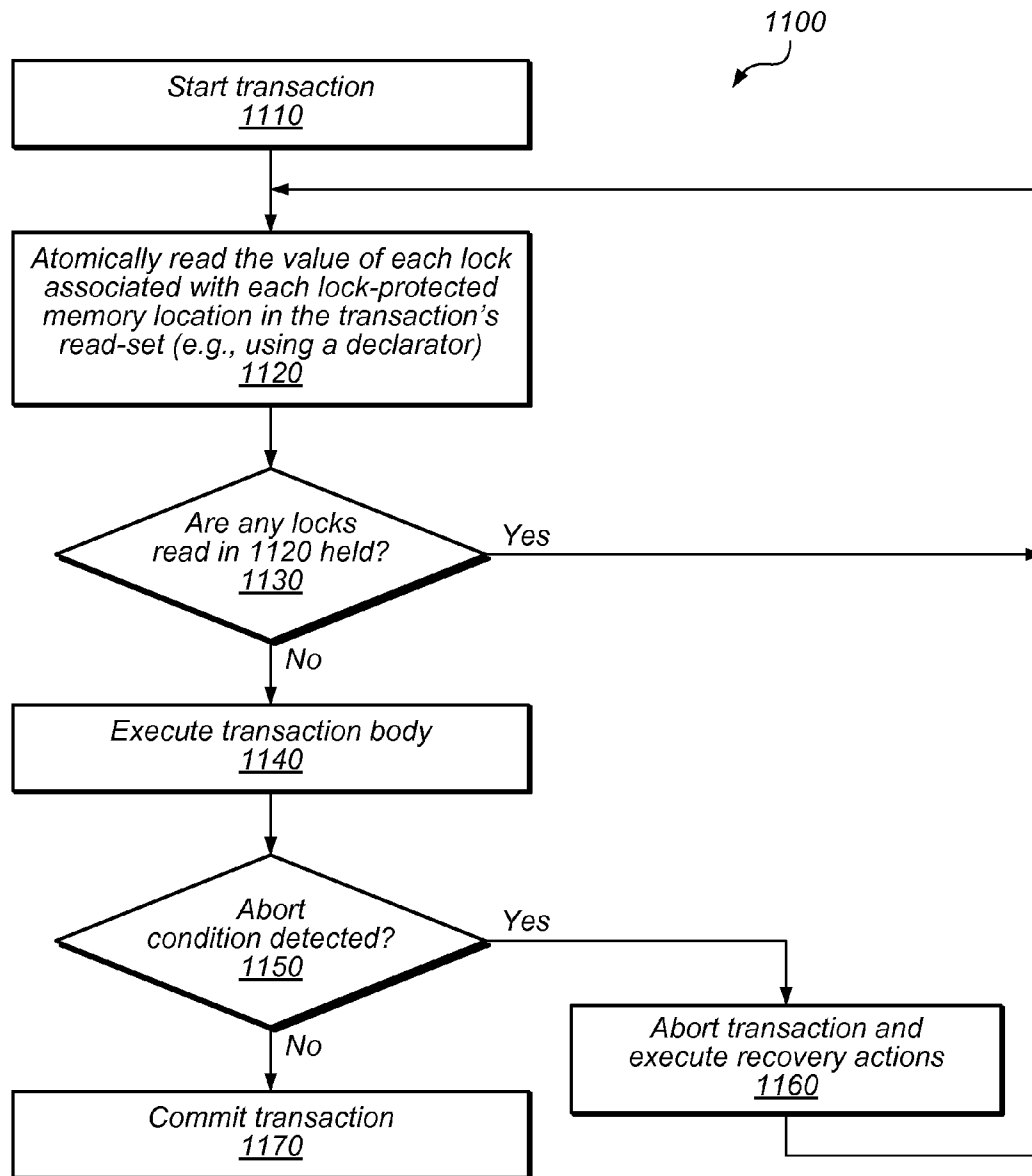 1100
Start transaction
1110
Atomically read the value of each lock
associated with each lock-protected
memory location in the transaction's
read-set (e.g., using a declarator)
1120
Are any locks
read in 1120 held?
1130
Yes
No
Execute transaction body
1140
Abort
condition detected?
1150
Yes
No
Abort transaction and
execute recovery actions
1160
Commit transaction
1170